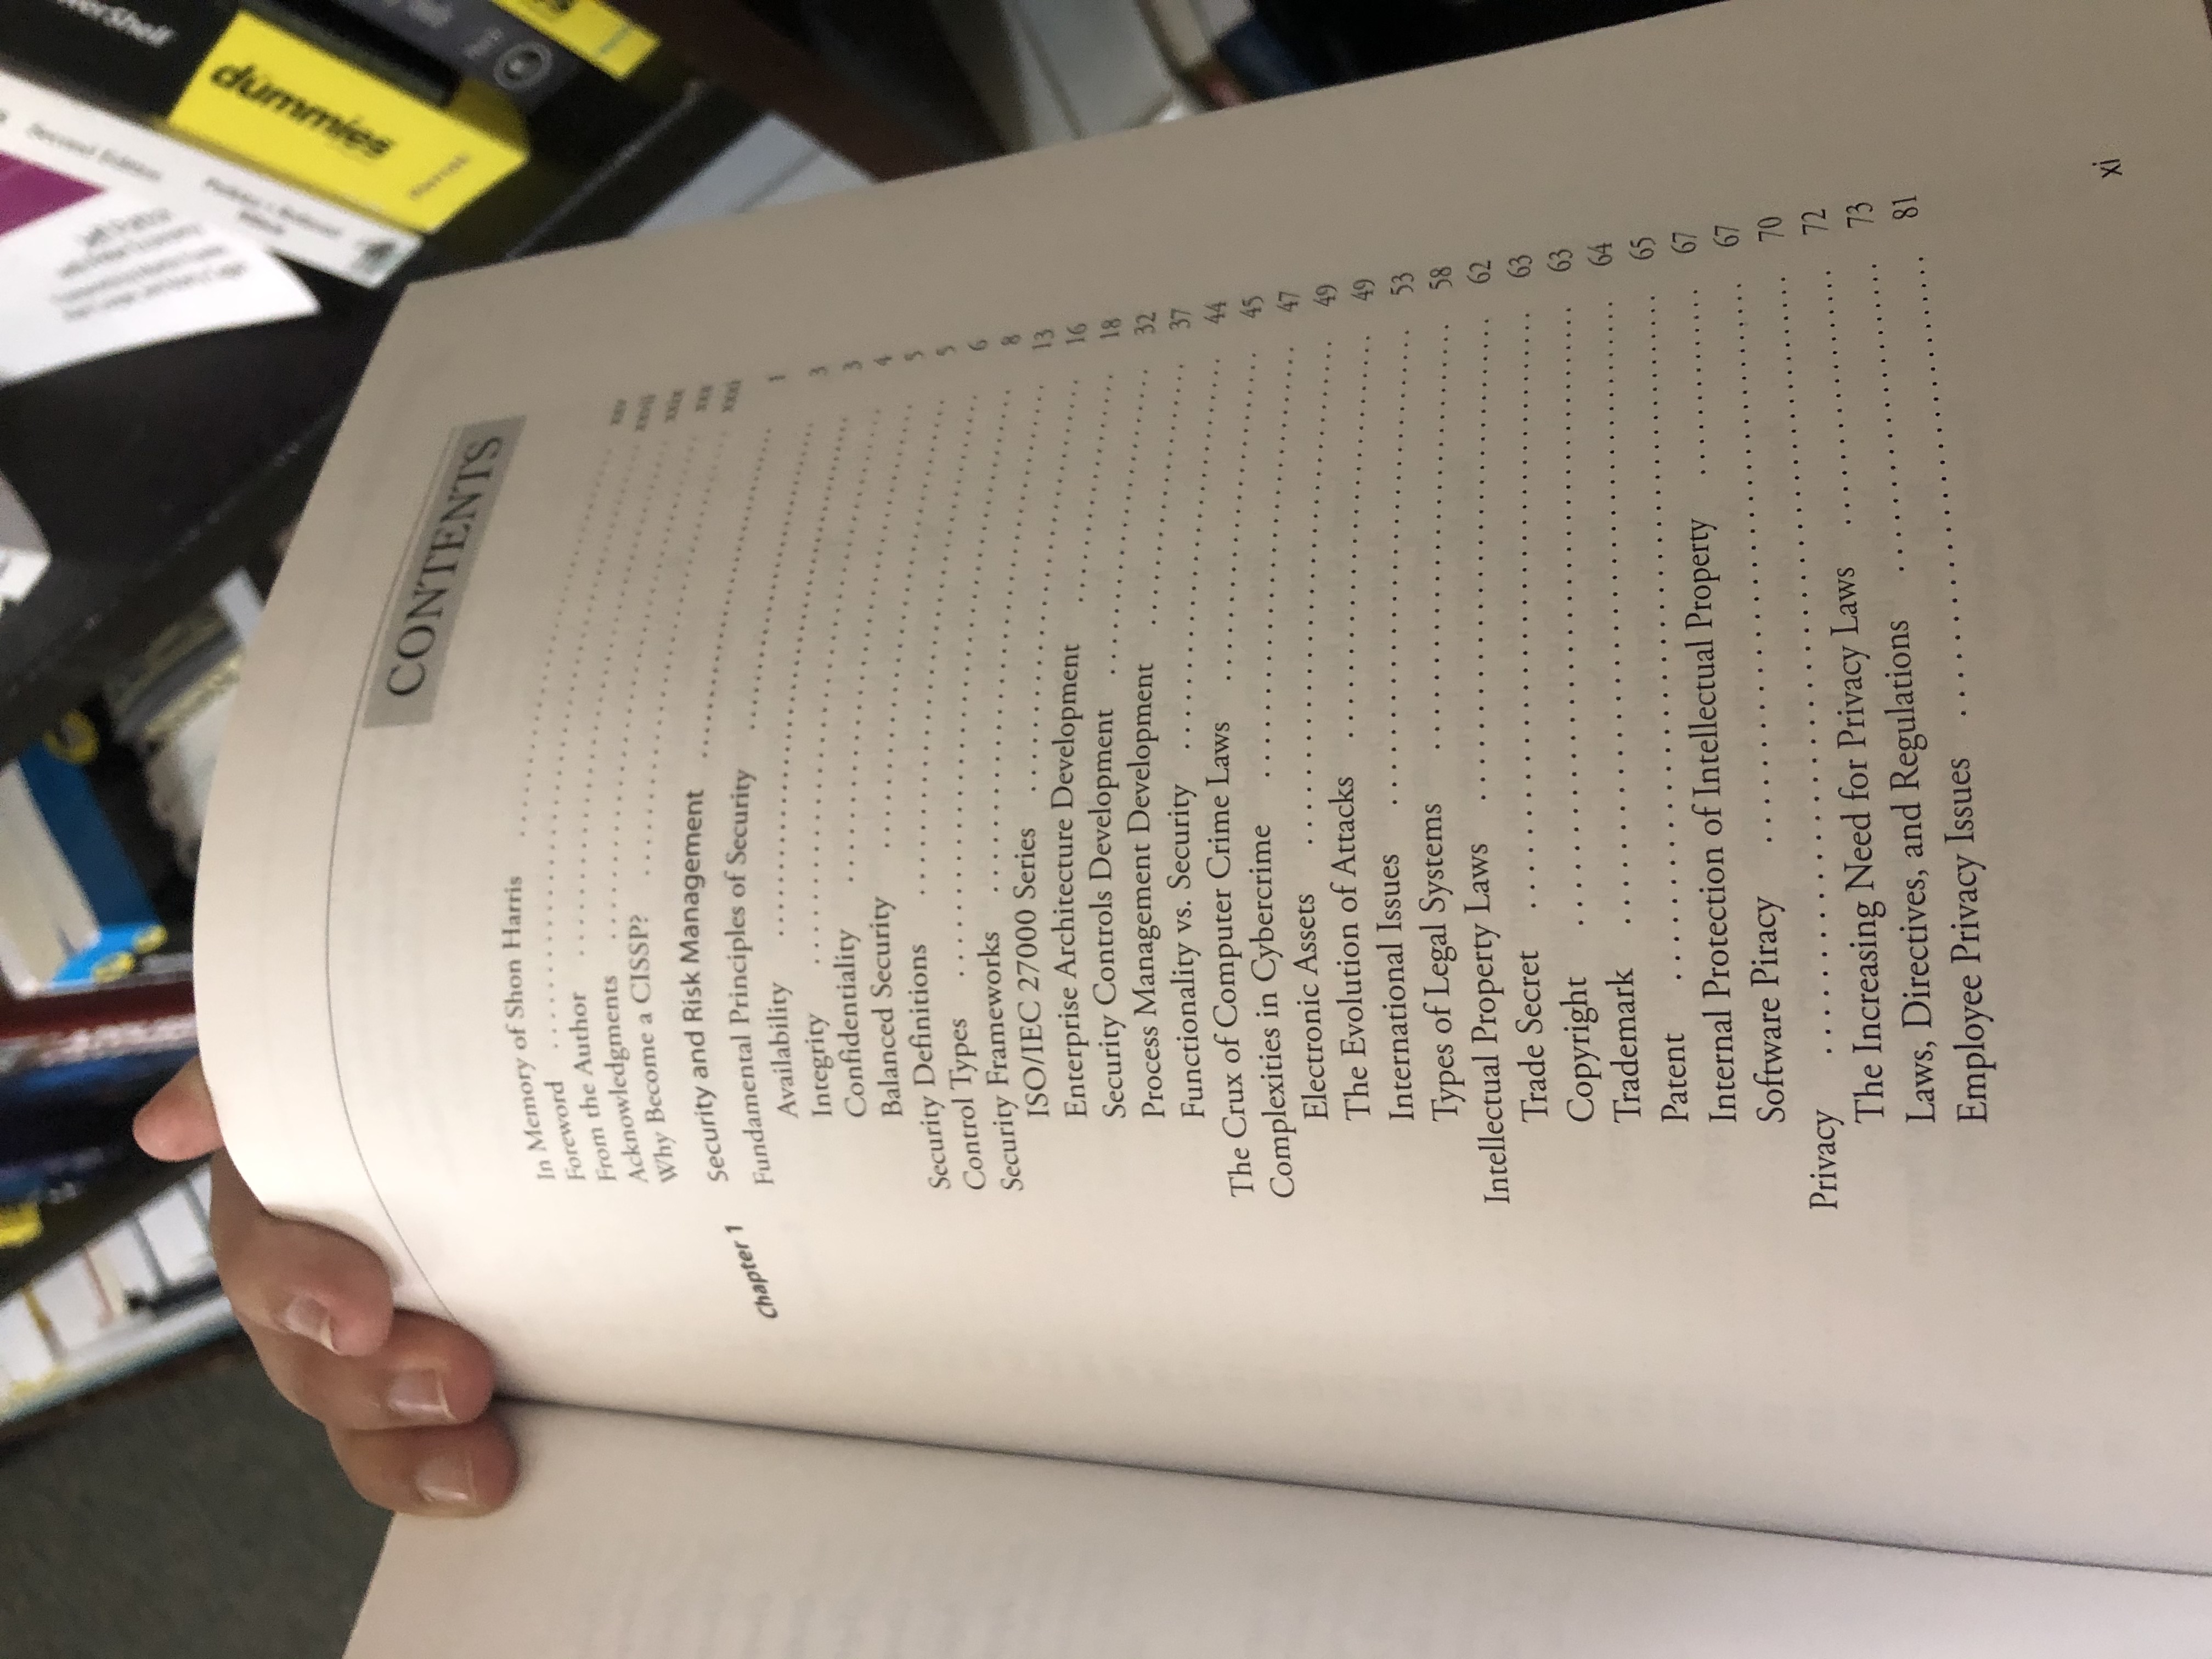 CONTENTS
In Memory of Shon Harris . . . . . . . . . . . . . . . . . . . . xxv
Foreword . . . . . . . . . . . . . . . . . . . . xxvii
From the Author . . . . . . . . . . . . . . . . . . . . xxix
Acknowledgments . . . . . . . . . . . . . . . . . . . . xxx
Why Become a CISSP? . . . . . . . . . . . . . . . . . . . . xxxi
Chapter 1 Security and Risk Management . . . . . . . . . . . . . . . . . . . . 1
Fundamental Principles of Security . . . . . . . . . . . . . . . . . . . . 3
Availability . . . . . . . . . . . . . . . . . . . . 3
Integrity . . . . . . . . . . . . . . . . . . . . 4
Confidentiality . . . . . . . . . . . . . . . . . . . . 5
Balanced Security . . . . . . . . . . . . . . . . . . . . 5
Security Definitions . . . . . . . . . . . . . . . . . . . . 6
Control Types . . . . . . . . . . . . . . . . . . . . 8
Security Frameworks . . . . . . . . . . . . . . . . . . . . 13
ISO/IEC 27000 Series . . . . . . . . . . . . . . . . . . . . 16
Enterprise Architecture Development . . . . . . . . . . . . . . . . . . . . 18
Security Controls Development . . . . . . . . . . . . . . . . . . . . 32
Process Management Development . . . . . . . . . . . . . . . . . . . . 37
Functionality vs. Security . . . . . . . . . . . . . . . . . . . . 44
The Crux of Computer Crime Laws . . . . . . . . . . . . . . . . . . . . 45
Complexities in Cybercrime . . . . . . . . . . . . . . . . . . . . 47
Electronic Assets . . . . . . . . . . . . . . . . . . . . 49
The Evolution of Attacks . . . . . . . . . . . . . . . . . . . . 49
International Issues . . . . . . . . . . . . . . . . . . . . 53
Types of Legal Systems . . . . . . . . . . . . . . . . . . . . 58
Intellectual Property Laws . . . . . . . . . . . . . . . . . . . . 62
Trade Secret . . . . . . . . . . . . . . . . . . . . 63
Copyright . . . . . . . . . . . . . . . . . . . . 63
Trademark . . . . . . . . . . . . . . . . . . . . 64
Patent . . . . . . . . . . . . . . . . . . . . 65
Internal Protection of Intellectual Property . . . . . . . . . . . . . . 67
Software Piracy . . . . . . . . . . . . . . . . . . . . 67
Privacy . . . . . . . . . . . . . . . . . . . . 70
The Increasing Need for Privacy Laws . . . . . . . . . . . . . . . . . 72
Laws, Directives, and Regulations . . . . . . . . . . . . . . . . . . . . 73
Employee Privacy Issues . . . . . . . . . . . . . . . . . . . . 81
xi
dummies